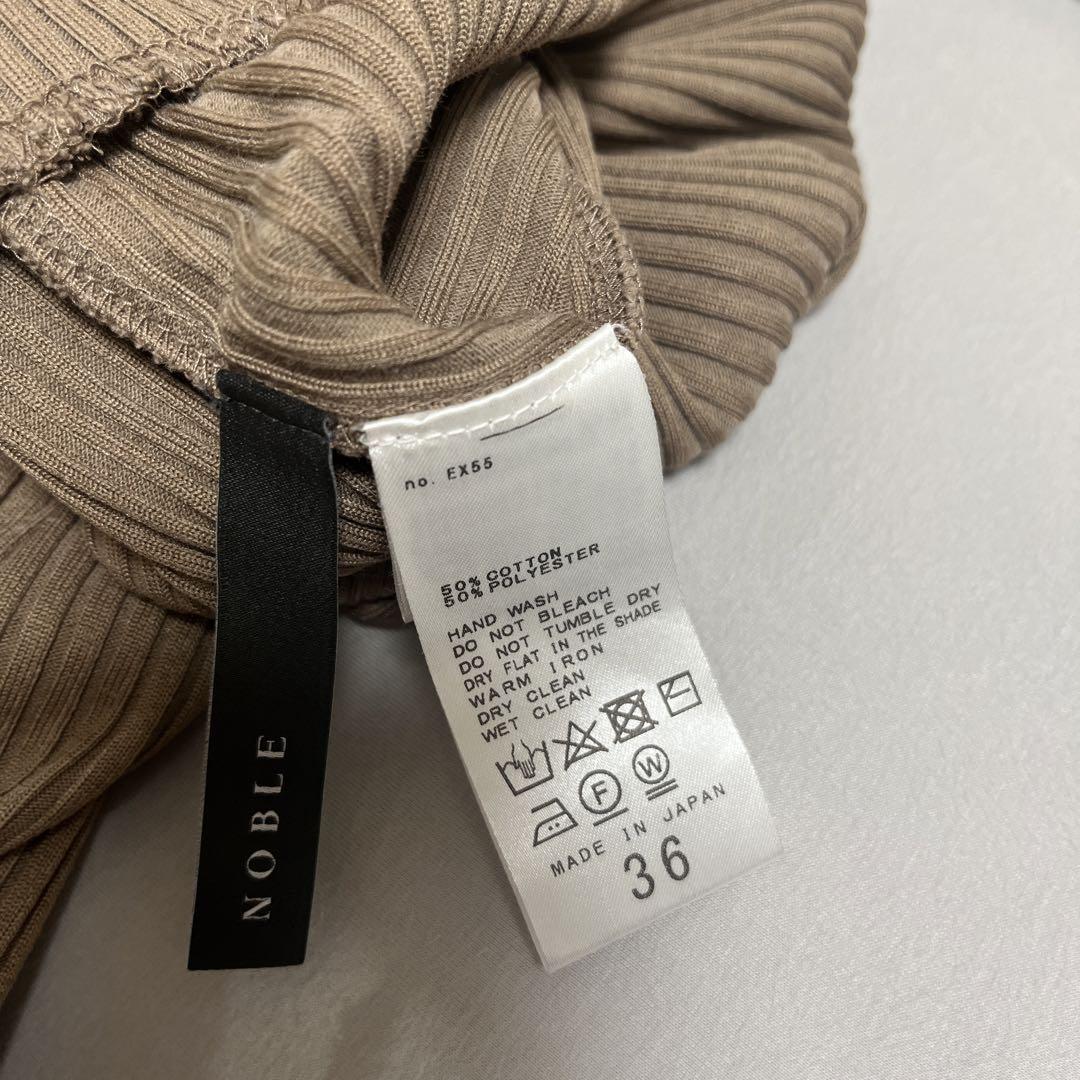 NOBLE
no. EX55
50% COTTON
50% POLYESTER
HAND WASH
DO NOT BLEACH
DO NOT TUMBLE DRY
DRY FLAT IN THE SHADE
WARM IRON
DRY CLEAN
WET CLEAN
F W
MADE IN JAPAN
36